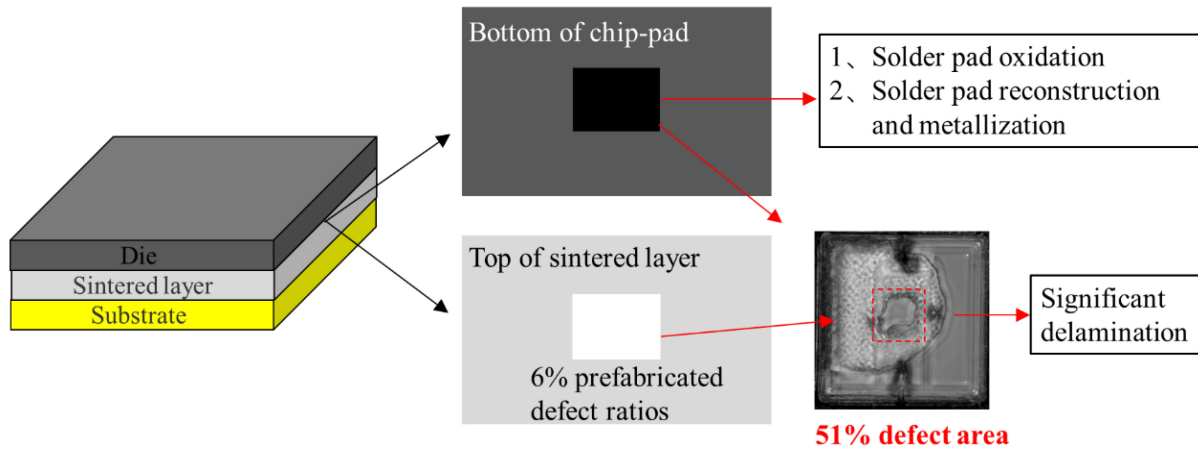 Bottom of chip-pad
1、 Solder pad oxidation
2、 Solder pad reconstruction
and metallization
Die
Sintered layer
Substrate
Top of sintered layer
6% prefabricated
defect ratios
Significant
delamination
51% defect area